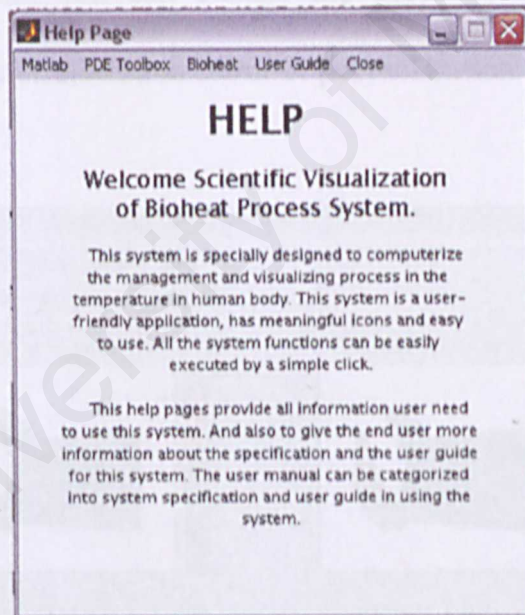 Help Page
Matlab PDE Toolbox Bioheat User Guide Close
HELP
Welcome Scientific Visualization
of Bioheat Process System.
This system is specially designed to computerize
the management and visualizing process in the
temperature in human body. This system is a user-
friendly application, has meaningful icons and easy
to use. All the system functions can be easily
executed by a simple click.
This help pages provide all information user need
to use this system. And also to give the end user more
information about the specification and the user guide
for this system. The user manual can be categorized
into system specification and user guide in using the
system.